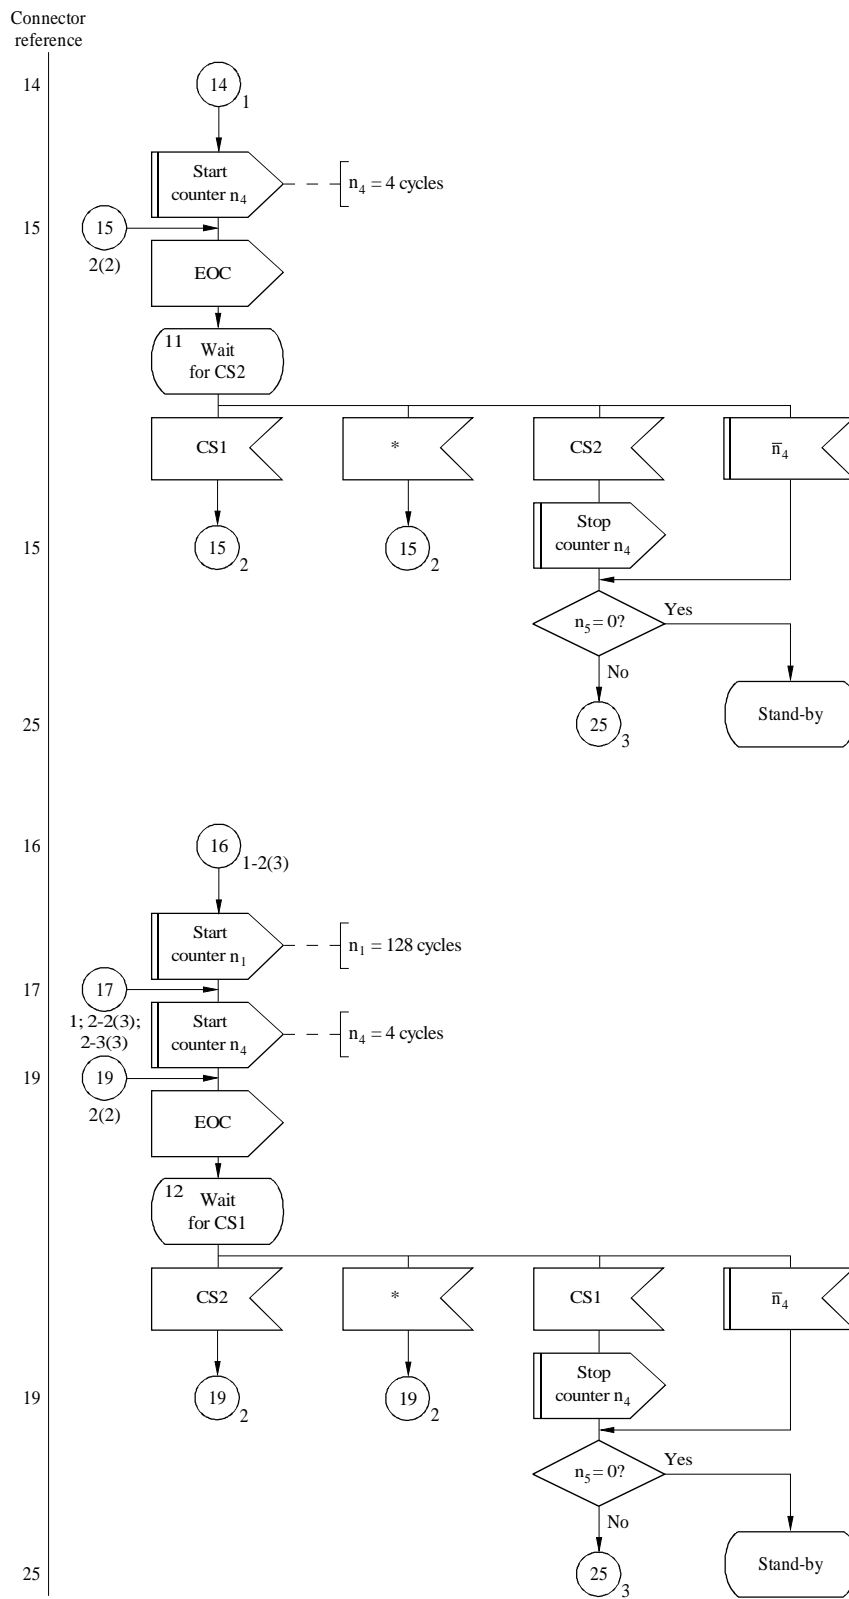 Connector
reference
14
14
1
Start
counter n₄
n₄ = 4 cycles
15
15
2(2)
EOC
11
Wait
for CS2
CS1
*
CS2
n̅₄
15
15
2
15
2
Stop
counter n₄
n₅ = 0?
Yes
No
25
25
3
Stand-by
16
16
1-2(3)
Start
counter n₁
n₁ = 128 cycles
17
17
1; 2-2(3);
2-3(3)
Start
counter n₄
n₄ = 4 cycles
19
19
2(2)
EOC
12
Wait
for CS1
CS2
*
CS1
n̅₄
19
19
2
19
2
Stop
counter n₄
n₅ = 0?
Yes
No
25
25
3
Stand-by